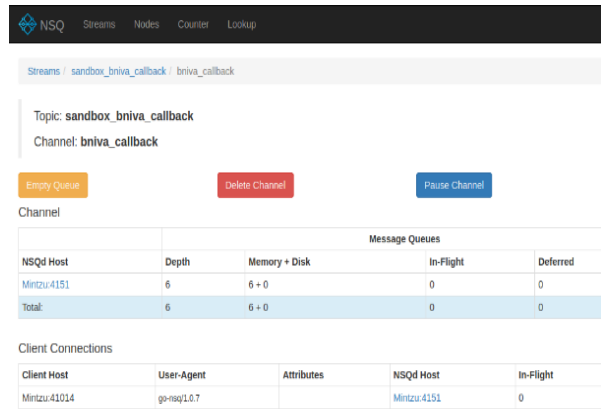 NSQ Streams Nodes Counter Lookup
Streams / sandbox_bniva_callback / bniva_callback
Topic: sandbox_bniva_callback
Channel: bniva_callback
Empty Queue Delete Channel Pause Channel
Channel
Message Queues
NSQd Host Depth Memory + Disk In-Flight Deferred
Mintzu:4151 6 6 + 0 0 0
Total: 6 6 + 0 0 0
Client Connections
Client Host User-Agent Attributes NSQd Host In-Flight
Mintzu:41014 go-nsq/1.0.7 Mintzu:4151 0